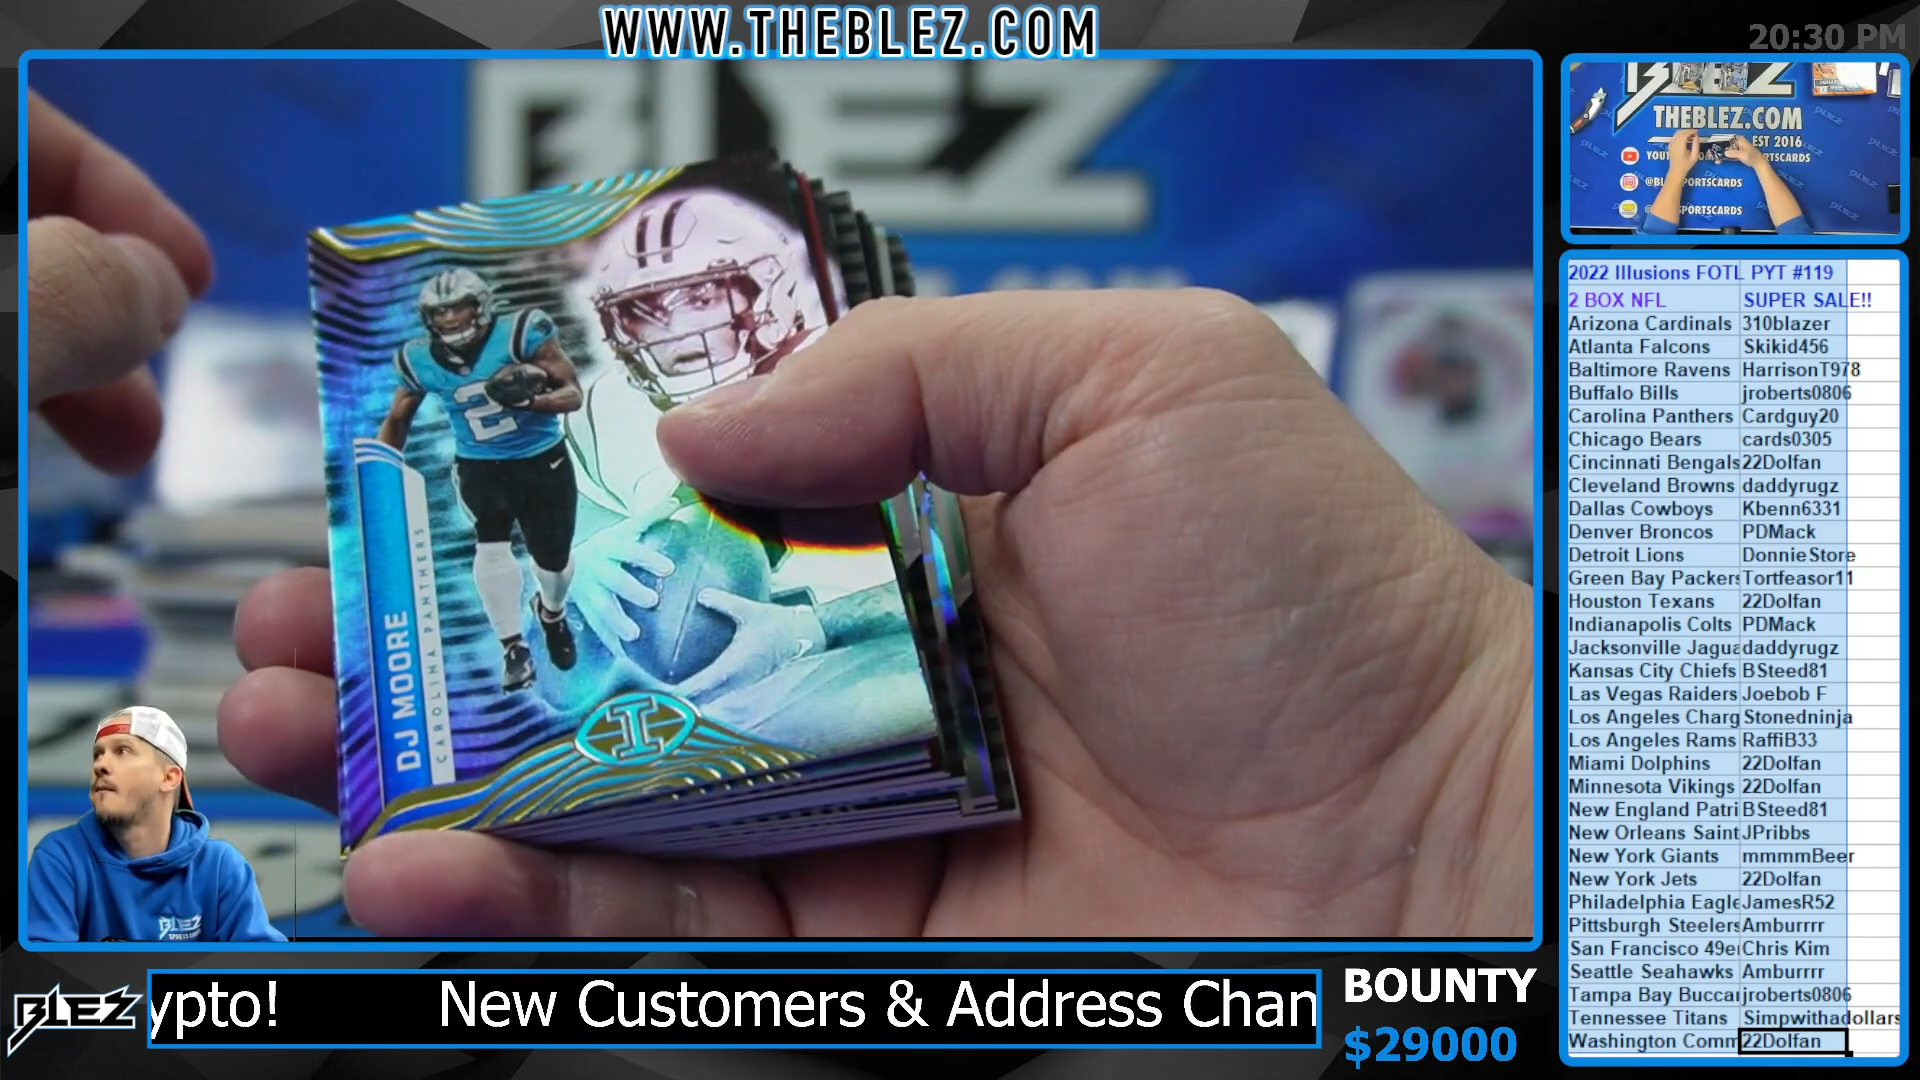 WWW.THEBLEZ.COM
20:30 PM
BLEZ
THEBLEZ.COM
EST 2016
2
DJ MOORE
CAROLINA PANTHERS
I
BLEZ
2022 Illusions FOTL PYT #119
2 BOX NFL SUPER SALE!!
Arizona Cardinals 310blazer
Atlanta Falcons Skikid456
Baltimore Ravens HarrisonT978
Buffalo Bills jroberts0806
Carolina Panthers Cardguy20
Chicago Bears cards0305
Cincinnati Bengals 22Dolfan
Cleveland Browns daddyrugz
Dallas Cowboys Kbenn6331
Denver Broncos PDMack
Detroit Lions DonnieStore
Green Bay Packers Tortfeasor11
Houston Texans 22Dolfan
Indianapolis Colts PDMack
Jacksonville Jagua daddyrugz
Kansas City Chiefs BSteed81
Las Vegas Raiders Joebob F
Los Angeles Charg Stonedninja
Los Angeles Rams RaffiB33
Miami Dolphins 22Dolfan
Minnesota Vikings 22Dolfan
New England Patri BSteed81
New Orleans Saint JPribbs
New York Giants mmmmBeer
New York Jets 22Dolfan
Philadelphia Eagle JamesR52
Pittsburgh Steelers Amburrrr
San Francisco 49e Chris Kim
Seattle Seahawks Amburrrr
Tampa Bay Bucca jroberts0806
Tennessee Titans Simpwithadollars
Washington Comm 22Dolfan
BLEZ
ypto! New Customers & Address Chan
BOUNTY
$29000